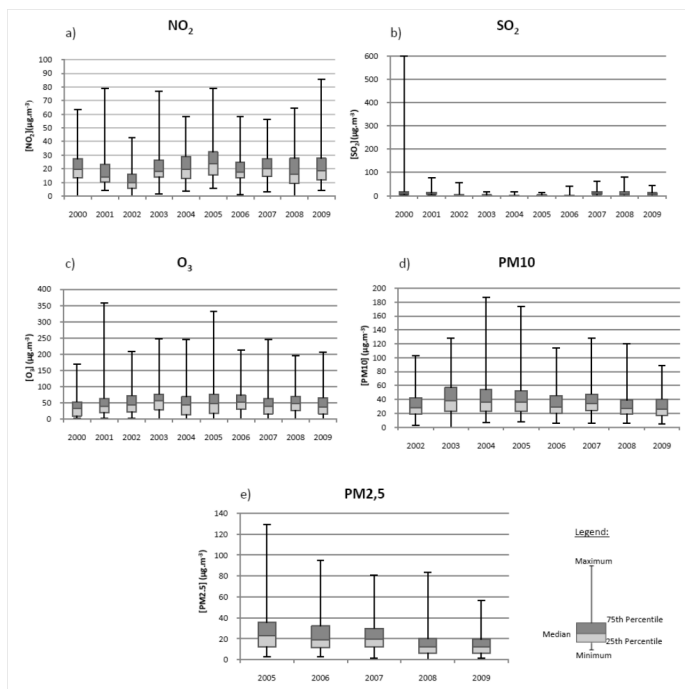 a) NO₂
[NO₂](µg.m⁻³)
100
90
80
70
60
50
40
30
20
10
0
2000 2001 2002 2003 2004 2005 2006 2007 2008 2009
b) SO₂
[SO₂](µg.m⁻³)
600
500
400
300
200
100
0
2000 2001 2002 2003 2004 2005 2006 2007 2008 2009
c) O₃
[O₃] (µg.m⁻³)
400
350
300
250
200
150
100
50
0
2000 2001 2002 2003 2004 2005 2006 2007 2008 2009
d) PM10
[PM10] (µg.m⁻³)
200
180
160
140
120
100
80
60
40
20
0
2002 2003 2004 2005 2006 2007 2008 2009
e) PM2,5
[PM2.5] (µg.m⁻³)
140
120
100
80
60
40
20
0
2005 2006 2007 2008 2009
Legend:
Maximum
75th Percentile
Median
25th Percentile
Minimum